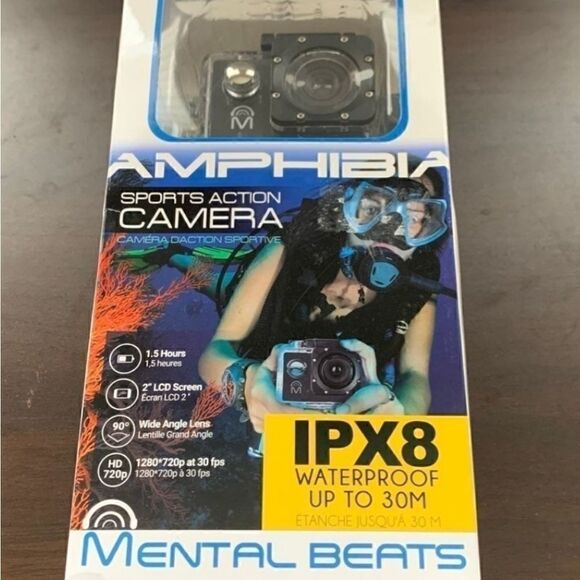 M
AMPHIBIA
SPORTS ACTION
CAMERA
CAMÉRA D'ACTION SPORTIVE
1.5 Hours
1,5 heures
2" LCD Screen
Écran LCD 2"
90°
Wide Angle Lens
Lentille Grand Angle
HD
720p
1280*720p at 30 fps
1280*720p à 30 fps
M
IPX8
WATERPROOF
UP TO 30M
ÉTANCHE JUSQU'À 30 M
MENTAL BEATS